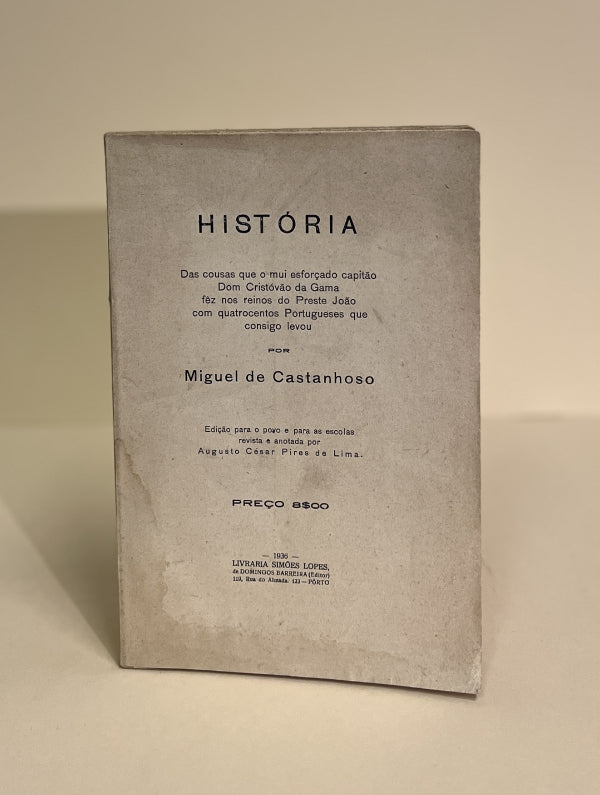 HISTÓRIA
Das cousas que o mui esforçado capitão
Dom Cristóvão da Gama
fêz nos reinos do Preste João
com quatrocentos Portugueses que
consigo levou
POR
Miguel de Castanhoso
Edição para o povo e para as escolas
revista e anotada por
Augusto César Pires de Lima.
PREÇO 8$00
— 1936 —
LIVRARIA SIMÕES LOPES,
de DOMINGOS BARREIRA (Editor)
119, Rua do Almada, 123 — PÔRTO